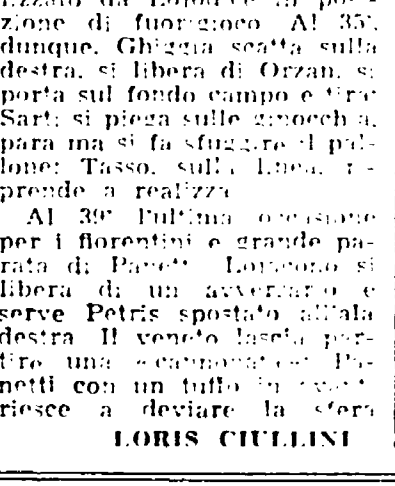 zione di fuorigioco. Al 35',
dunque, Ghiggia scatta sulla
destra, si libera di Orzan, si
porta sul fondo campo e tira:
Sarti si piega sulle ginocchia,
para ma si fa sfuggire il pal-
lone: Tasso, sulla linea, ri-
prende a realizza
Al 39' l'ultima occasione
per i fiorentini e grande pa-
rata di Panetti. Lojacono si
libera di un avversario e
serve Petris spostato all'ala
destra. Il veneto lascia par-
tire una «cannonata»: Pa-
netti con un tuffo in
riesce a deviare la sfera
LORIS CIULLINI